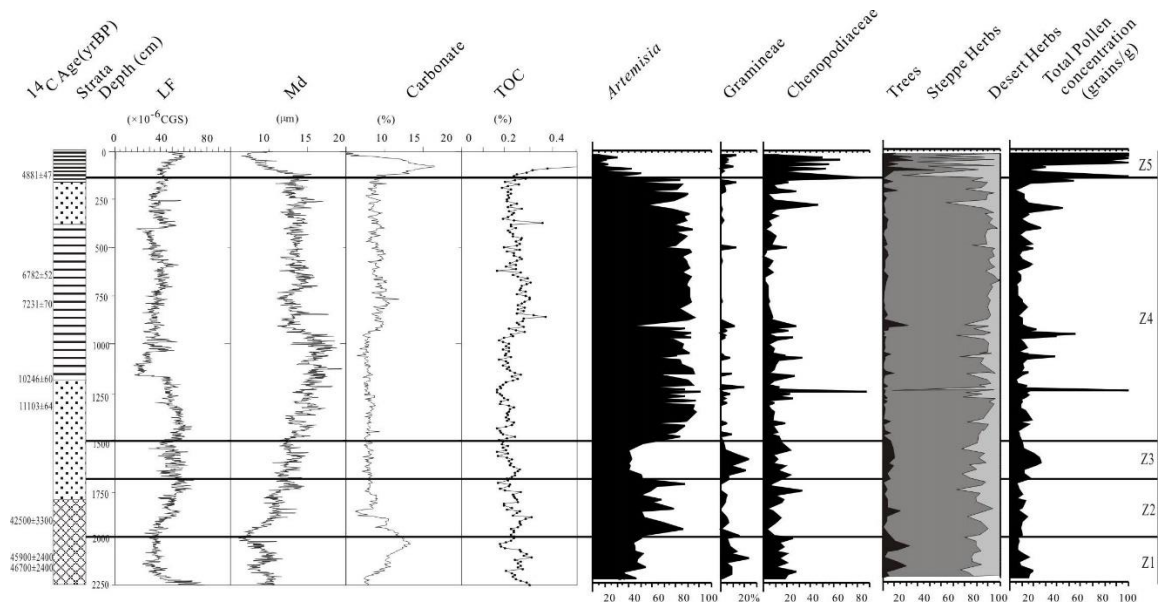 14C Age(yrBP)
Strata
Depth (cm)
LF
Md
Carbonate
TOC
Artemisia
Gramineae
Chenopodiaceae
Trees
Steppe Herbs
Desert Herbs
Total Pollen
concentration
(grains/g)
(×10-6CGS) (μm) (%) (%)
0 40 80 10 15 20 5 10 15 20 0.2 0.4
0
250
500
750
1000
1250
1500
1750
2000
2250
4881±47
6782±52
7231±70
10246±60
11103±64
42500±3300
45900±2400
46700±2400
Z5
Z4
Z3
Z2
Z1
20 40 60 80 100 20% 20 40 60 80 20 40 60 80 100 20 40 60 80 100